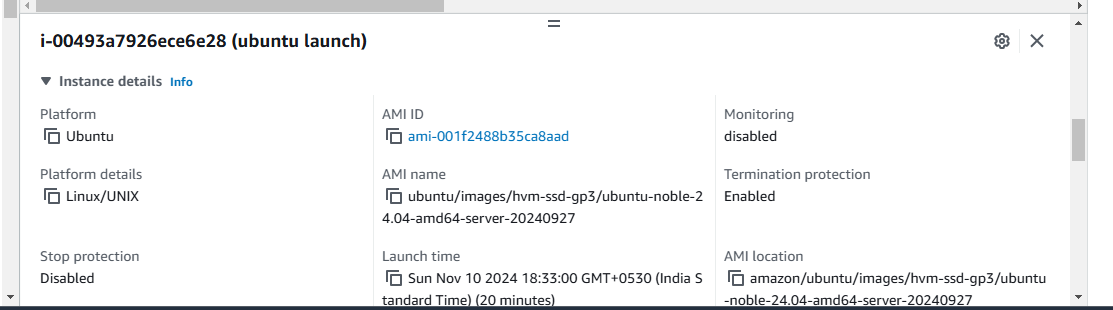 i-00493a7926ece6e28 (ubuntu launch)
Instance details Info
Platform
Ubuntu
AMI ID
ami-001f2488b35ca8aad
Monitoring
disabled
Platform details
Linux/UNIX
AMI name
ubuntu/images/hvm-ssd-gp3/ubuntu-noble-2
4.04-amd64-server-20240927
Termination protection
Enabled
Stop protection
Disabled
Launch time
Sun Nov 10 2024 18:33:00 GMT+0530 (India S
tandard Time) (20 minutes)
AMI location
amazon/ubuntu/images/hvm-ssd-gp3/ubuntu
-noble-24.04-amd64-server-20240927